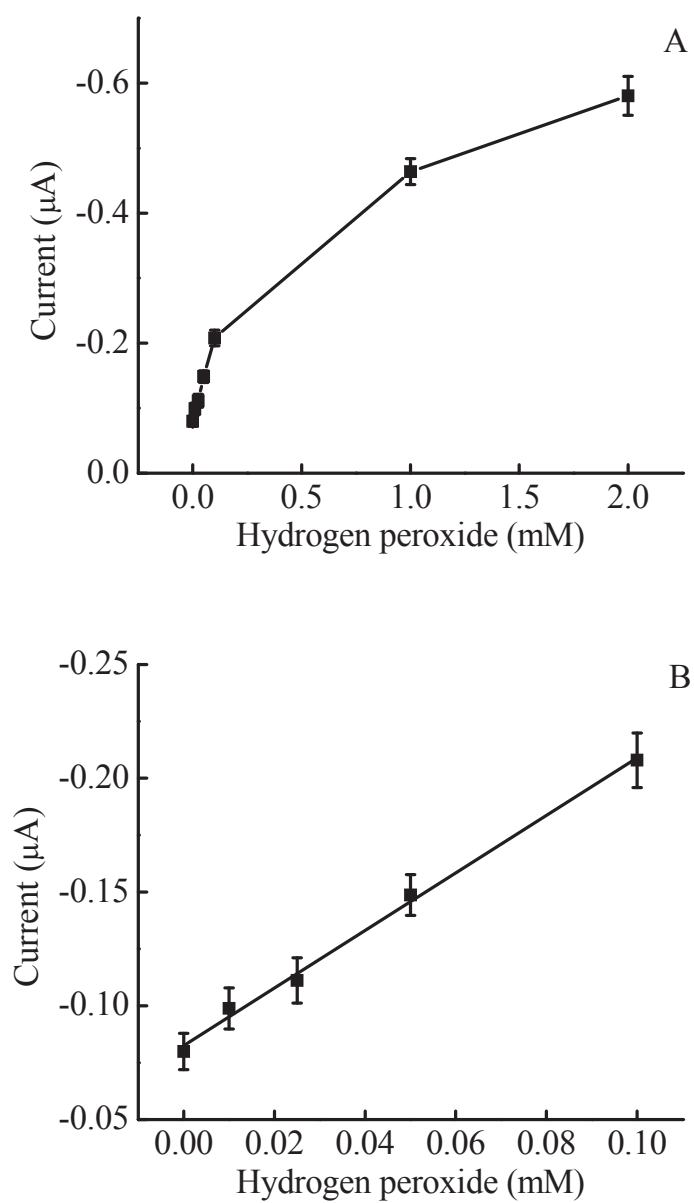 A
-0.6
-0.4
-0.2
0.0
Current (μA)
0.0 0.5 1.0 1.5 2.0
Hydrogen peroxide (mM)
B
-0.25
-0.20
-0.15
-0.10
-0.05
Current (μA)
0.00 0.02 0.04 0.06 0.08 0.10
Hydrogen peroxide (mM)